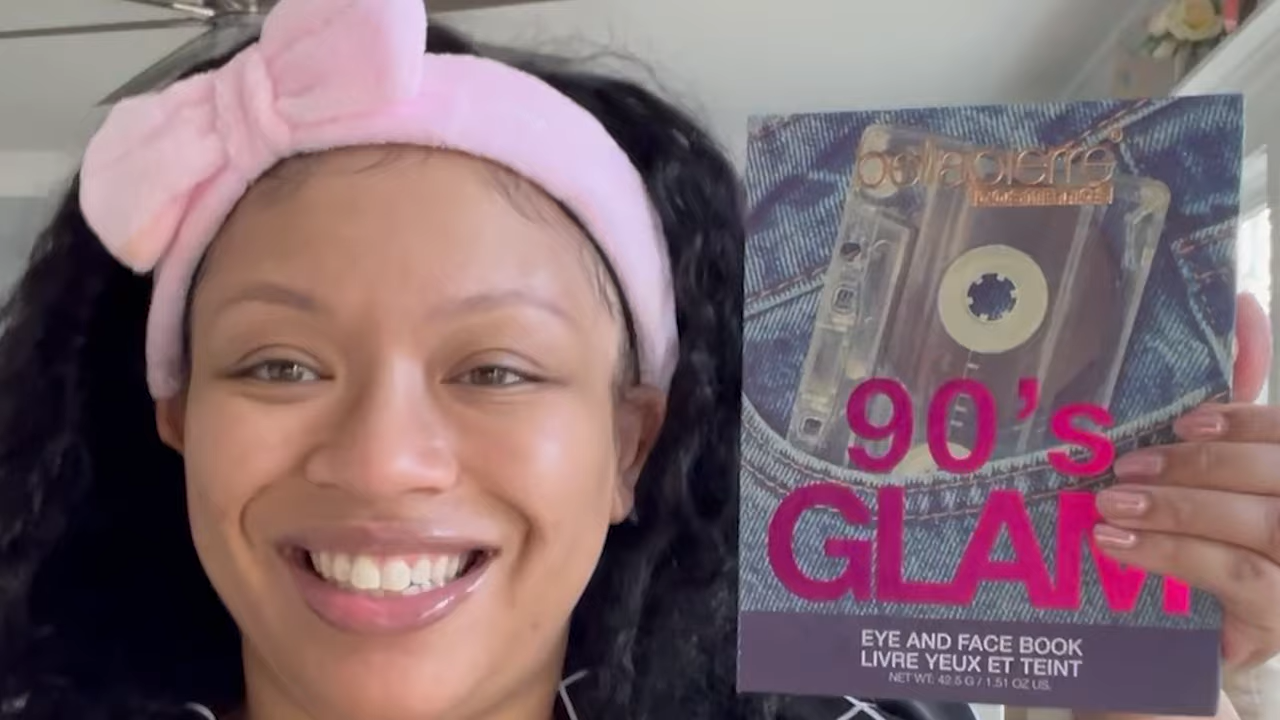 bellapierre®
90's
GLAM
EYE AND FACE BOOK
LIVRE YEUX ET TEINT
NET WT: 42.5 G / 1.51 OZ US.